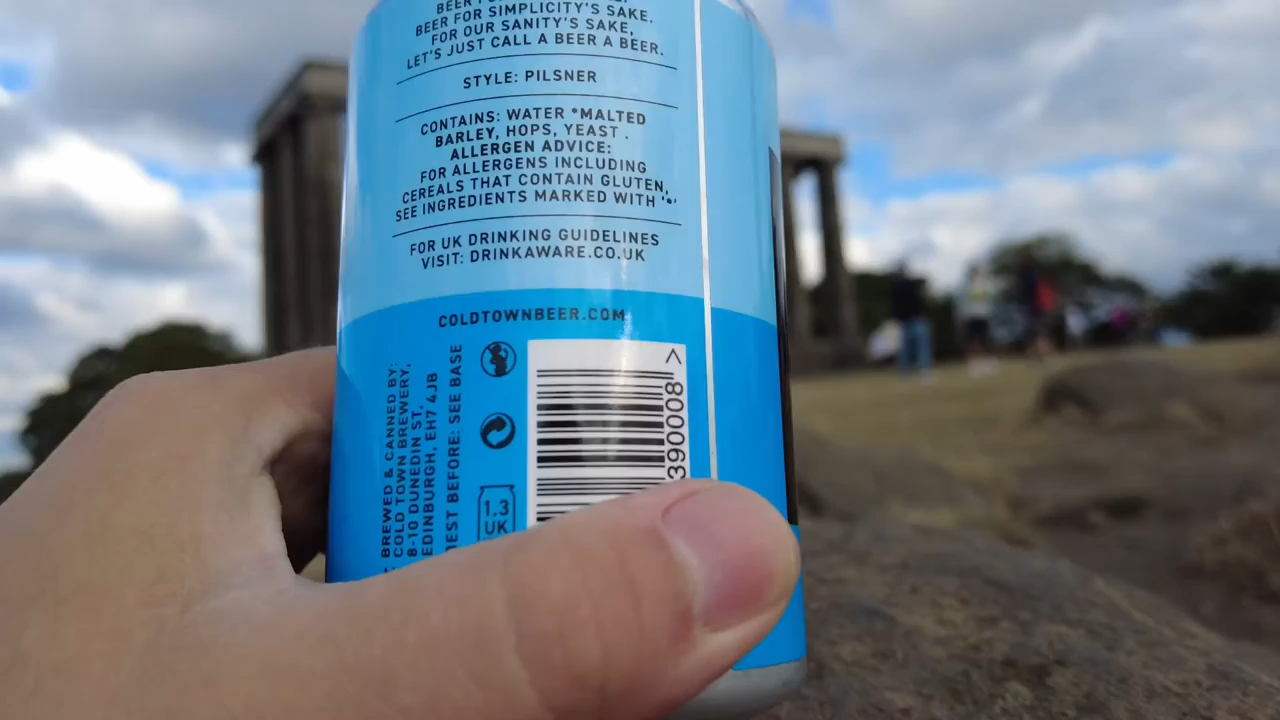 BEER FOR SIMPLICITY'S SAKE.
FOR OUR SANITY'S SAKE,
LET'S JUST CALL A BEER A BEER.
STYLE: PILSNER
CONTAINS: WATER *MALTED
BARLEY, HOPS, YEAST .
ALLERGEN ADVICE:
FOR ALLERGENS INCLUDING
CEREALS THAT CONTAIN GLUTEN,
SEE INGREDIENTS MARKED WITH '*'
FOR UK DRINKING GUIDELINES
VISIT: DRINKAWARE.CO.UK
COLDTOWNBEER.COM
BREWED & CANNED BY:
COLD TOWN BREWERY,
8-10 DUNEDIN ST,
EDINBURGH, EH7 4JB
BEST BEFORE: SEE BASE
1.3
UK
390008 >